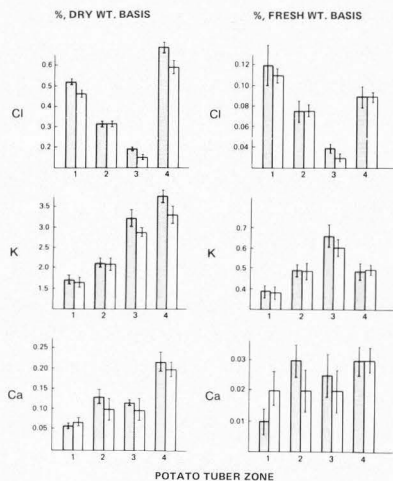 %, DRY WT. BASIS
%, FRESH WT. BASIS
Cl
0.6
0.5
0.4
0.3
0.2
1 2 3 4
Cl
0.12
0.10
0.08
0.06
0.04
1 2 3 4
K
3.5
3.0
2.5
2.0
1.5
1 2 3 4
K
0.7
0.6
0.5
0.4
1 2 3 4
Ca
0.25
0.20
0.15
0.10
0.05
1 2 3 4
Ca
0.03
0.02
0.01
1 2 3 4
POTATO TUBER ZONE